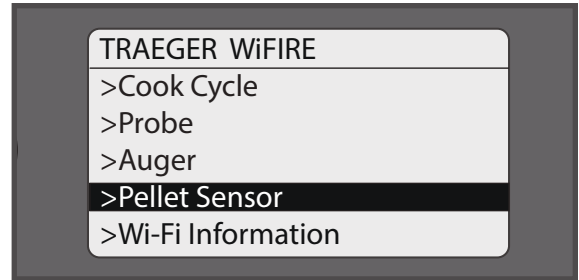 TRAEGER WiFIRE
>Cook Cycle
>Probe
>Auger
>Pellet Sensor
>Wi-Fi Information